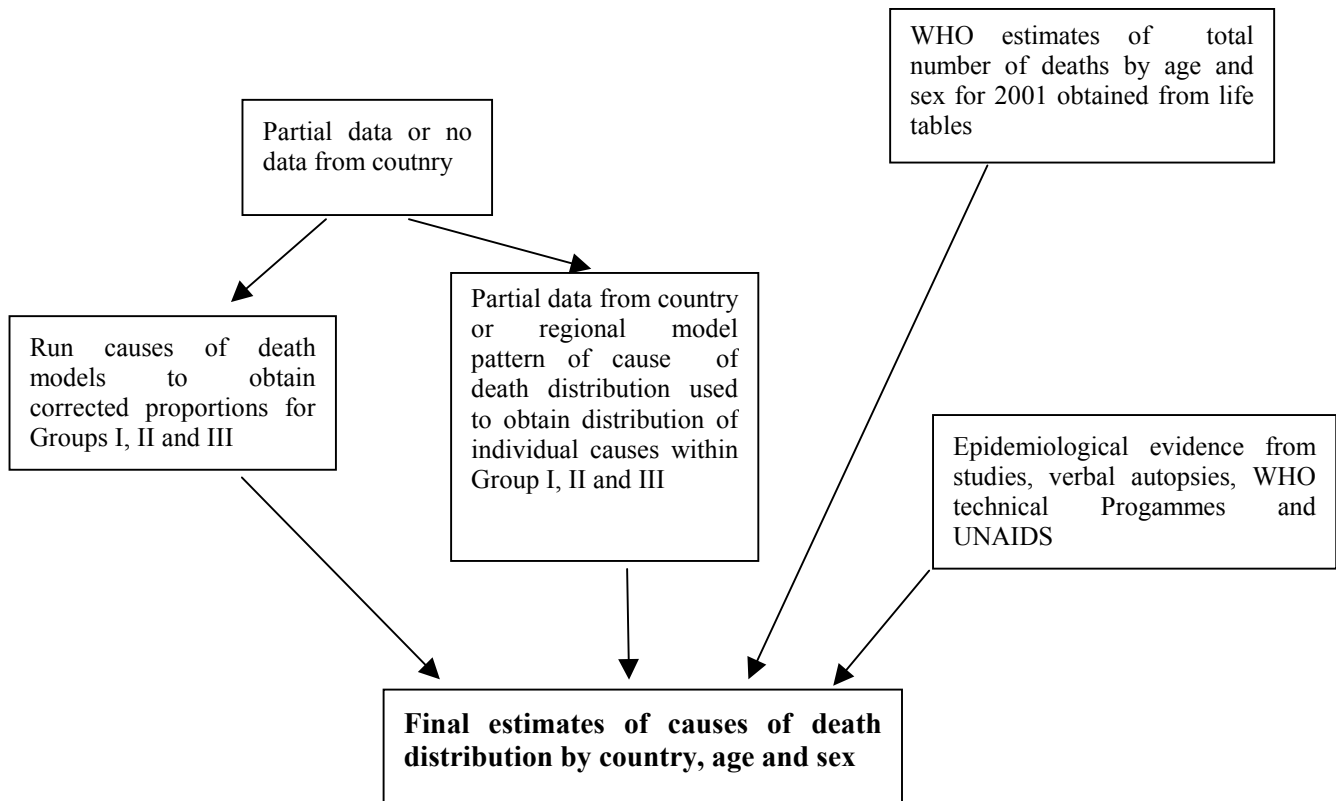 WHO estimates of total
number of deaths by age and
sex for 2001 obtained from life
tables
Partial data or no
data from coutnry
Run causes of death
models to obtain
corrected proportions for
Groups I, II and III
Partial data from country
or regional model
pattern of cause of
death distribution used
to obtain distribution of
individual causes within
Group I, II and III
Epidemiological evidence from
studies, verbal autopsies, WHO
technical Progammes and
UNAIDS
Final estimates of causes of death
distribution by country, age and sex